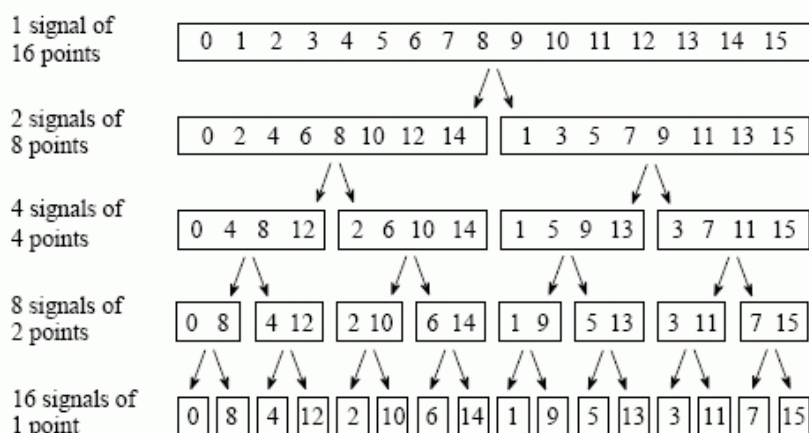 1 signal of
16 points
0 1 2 3 4 5 6 7 8 9 10 11 12 13 14 15
2 signals of
8 points
0 2 4 6 8 10 12 14
1 3 5 7 9 11 13 15
4 signals of
4 points
0 4 8 12
2 6 10 14
1 5 9 13
3 7 11 15
8 signals of
2 points
0 8
4 12
2 10
6 14
1 9
5 13
3 11
7 15
16 signals of
1 point
0 8 4 12 2 10 6 14 1 9 5 13 3 11 7 15